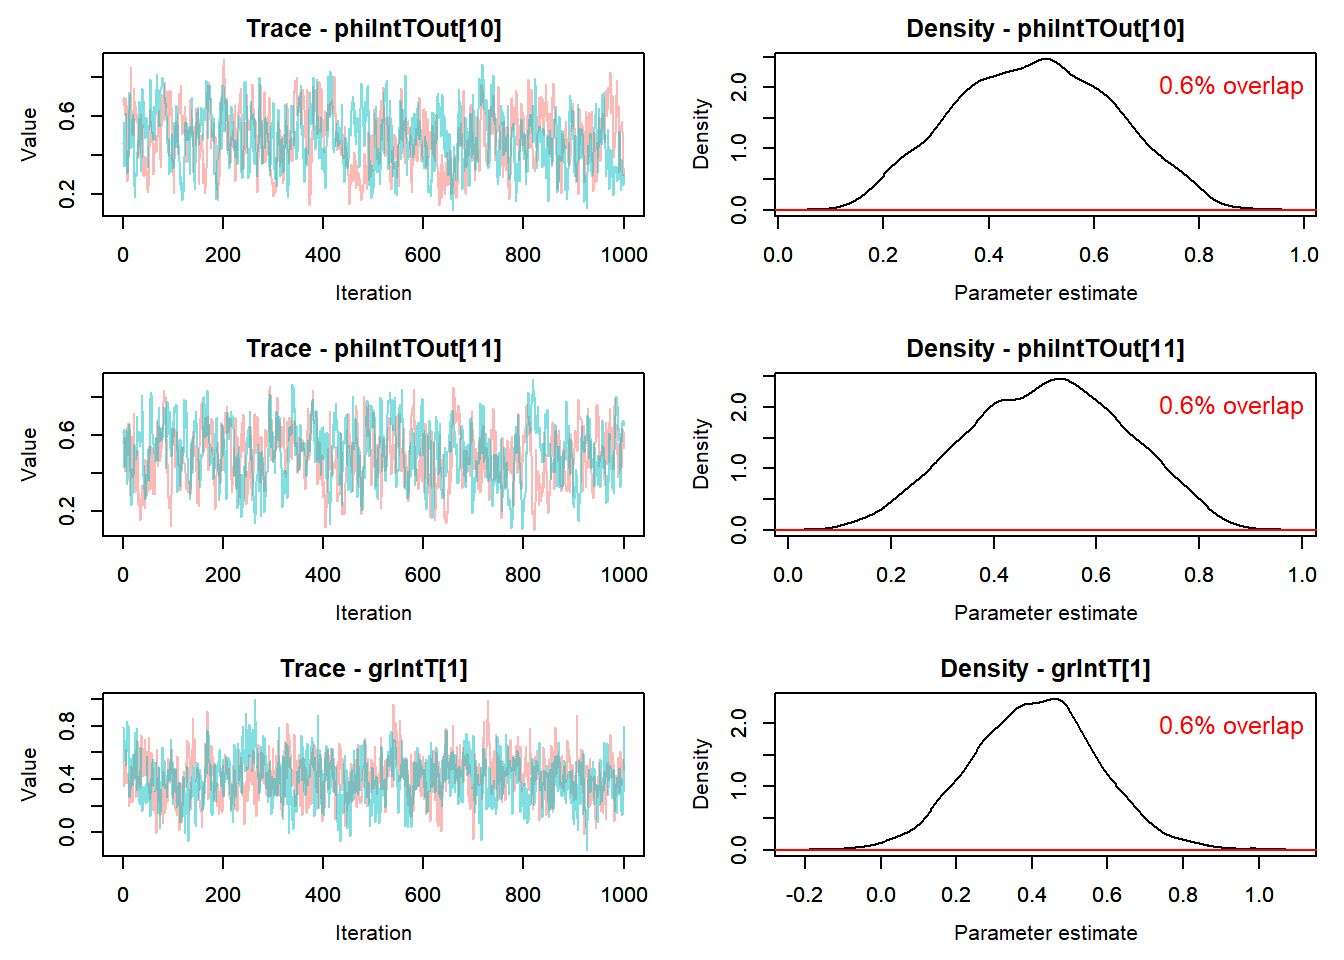 Trace - phiIntTOut[10]
Value
0.2 0.6
0 200 400 600 800 1000
Iteration
Density - phiIntTOut[10]
0.6% overlap
Density
0.0 1.0 2.0
0.0 0.2 0.4 0.6 0.8 1.0
Parameter estimate
Trace - phiIntTOut[11]
Value
0.2 0.6
0 200 400 600 800 1000
Iteration
Density - phiIntTOut[11]
0.6% overlap
Density
0.0 1.0 2.0
0.0 0.2 0.4 0.6 0.8 1.0
Parameter estimate
Trace - grIntT[1]
Value
0.0 0.4 0.8
0 200 400 600 800 1000
Iteration
Density - grIntT[1]
0.6% overlap
Density
0.0 1.0 2.0
-0.2 0.0 0.2 0.4 0.6 0.8 1.0
Parameter estimate